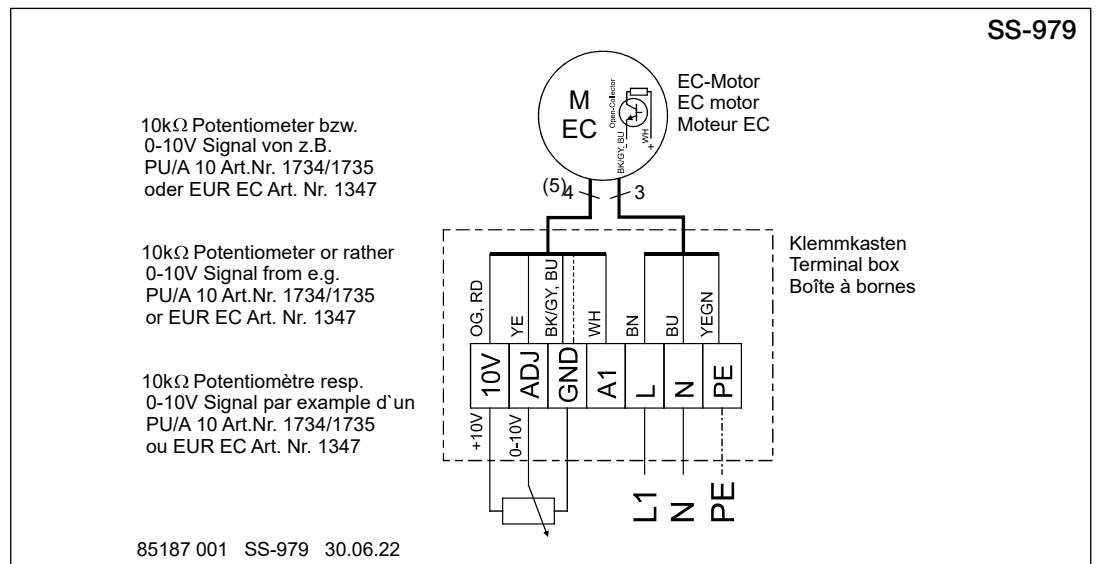 SS-979
M
EC
Open-Collector
BK/GY, BU
-
WH
+
EC-Motor
EC motor
Moteur EC
(5)
4
3
10kΩ Potentiometer bzw.
0-10V Signal von z.B.
PU/A 10 Art.Nr. 1734/1735
oder EUR EC Art. Nr. 1347
10kΩ Potentiometer or rather
0-10V Signal from e.g.
PU/A 10 Art.Nr. 1734/1735
or EUR EC Art. Nr. 1347
10kΩ Potentiomètre resp.
0-10V Signal par example d`un
PU/A 10 Art.Nr. 1734/1735
ou EUR EC Art. Nr. 1347
Klemmkasten
Terminal box
Boîte à bornes
OG, RD
YE
BK/GY, BU
WH
BN
BU
YEGN
10V
ADJ
GND
A1
L
N
PE
+10V
0-10V
L1
N
PE
85187 001 SS-979 30.06.22